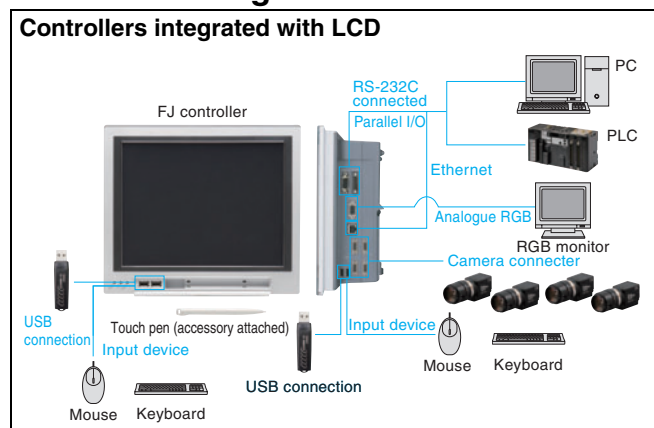 Controllers integrated with LCD
PC
RS-232C
connected
FJ controller
Parallel I/O
PLC
Ethernet
Analogue RGB
RGB monitor
Camera connecter
USB
connection
Touch pen (accessory attached)
Input device
Input device
Mouse
Keyboard
USB connection
Mouse
Keyboard